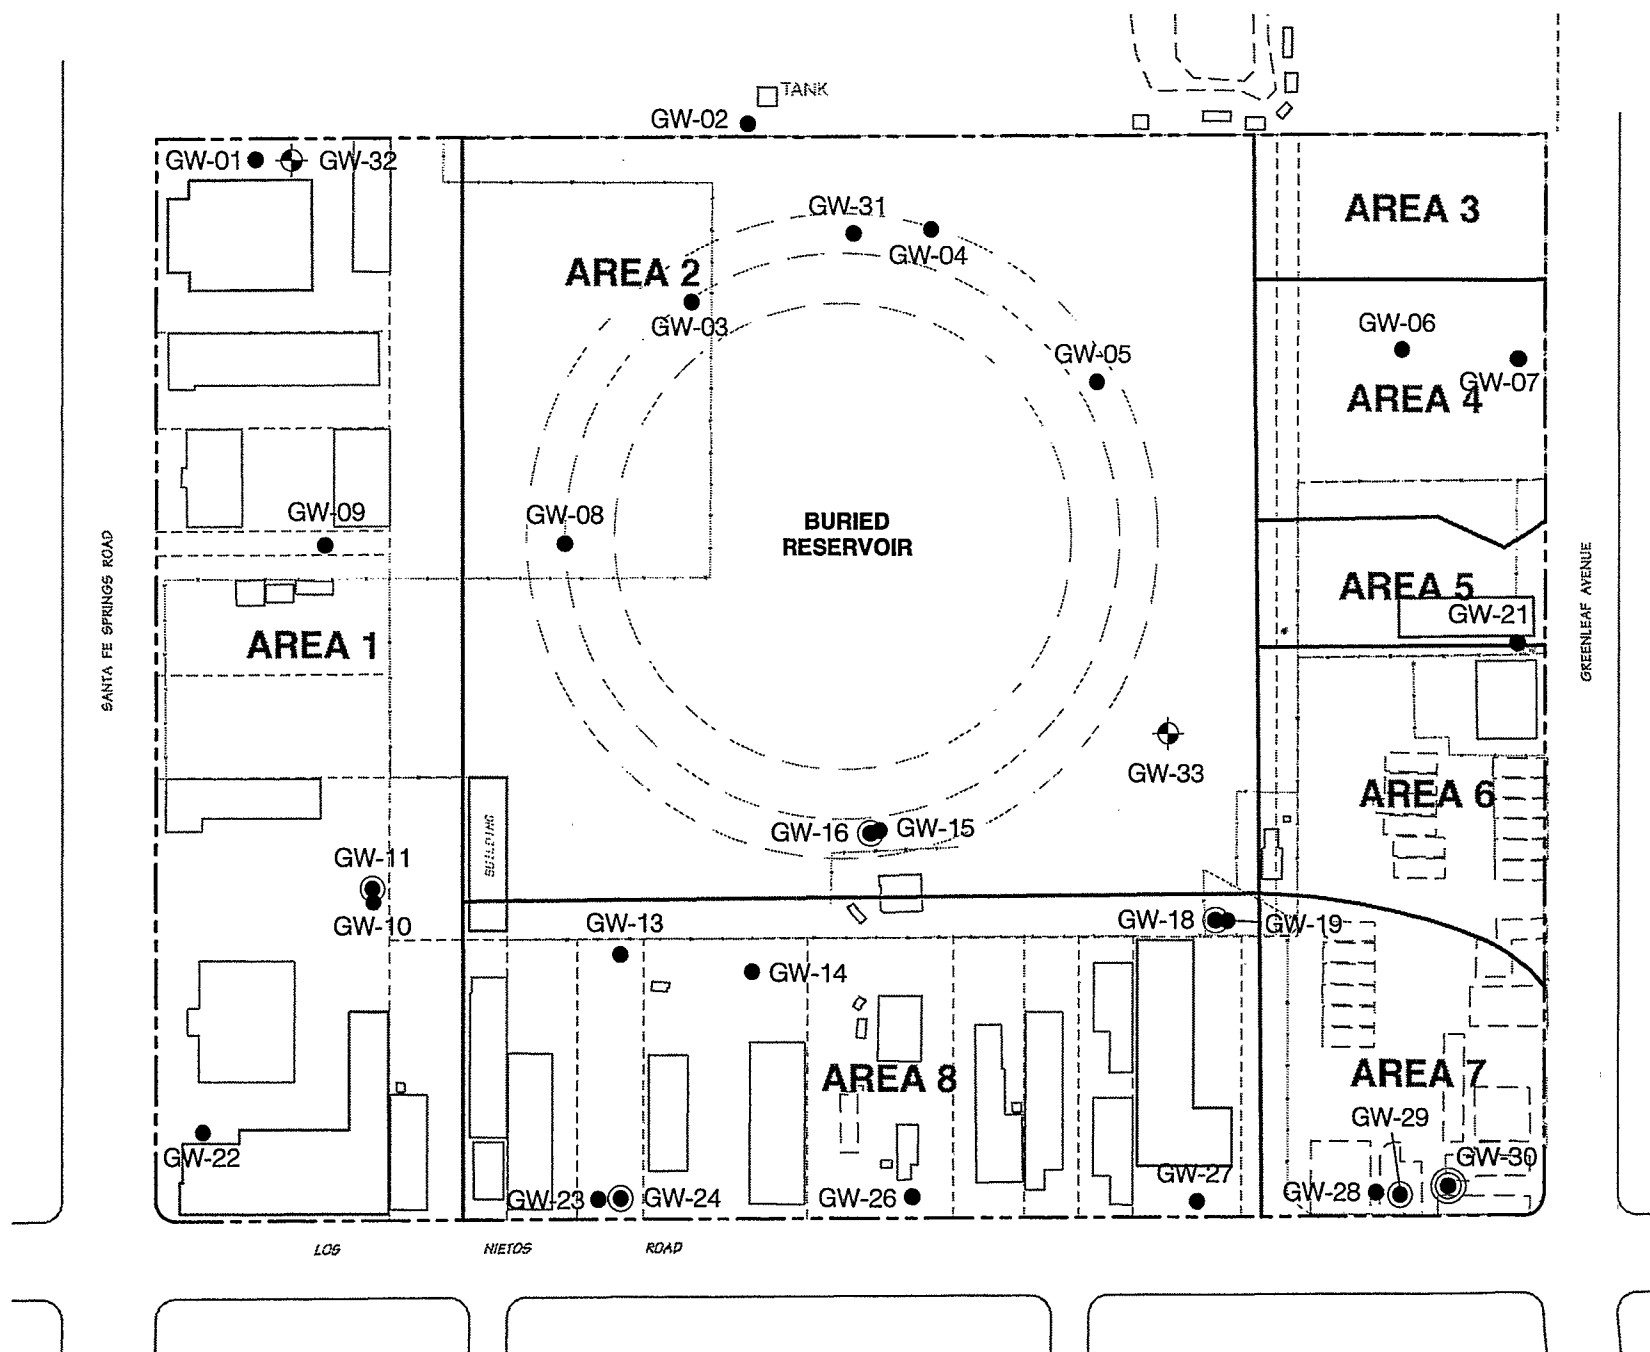 TANK
GW-02
GW-01
GW-32
AREA 3
GW-31
GW-04
AREA 2
GW-03
GW-06
GW-05
GW-07
AREA 4
GW-09
GW-08
BURIED
RESERVOIR
SANTA FE SPRINGS ROAD
GREENLEAF AVENUE
AREA 5
GW-21
AREA 1
GW-33
AREA 6
GW-16
GW-15
BUILDING
GW-11
GW-10
GW-13
GW-18
GW-19
GW-14
AREA 8
AREA 7
GW-29
GW-22
GW-30
GW-27
GW-28
GW-23
GW-24
GW-26
LOS NIETOS ROAD